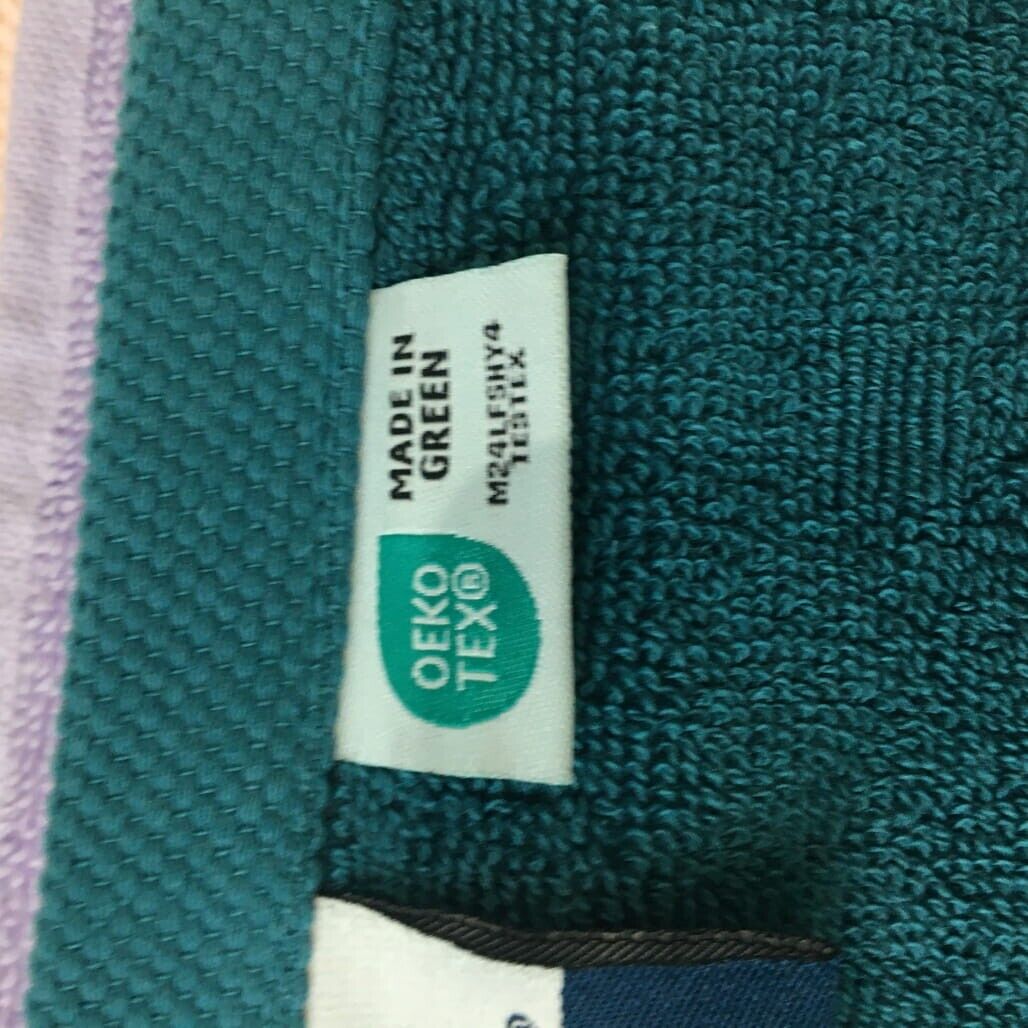 OEKO
TEX®
MADE IN
GREEN
M24LFSHY4
TESTEX
®